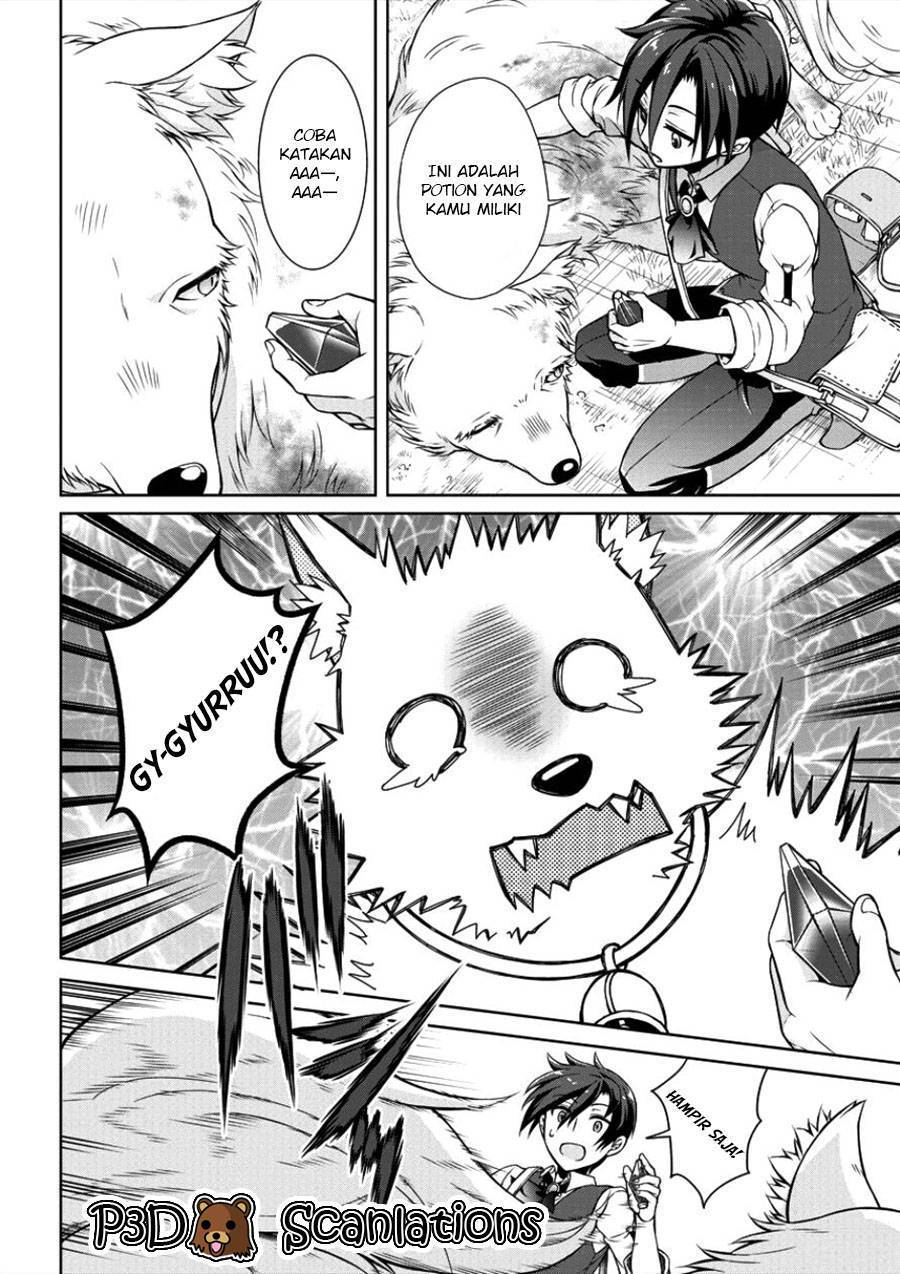 INI ADALAH
POTION YANG
KAMU MILIKI
COBA
KATAKAN
AAA—,
AAA—
GY-GYURRUU!?
HAMPIR SAJA!
P3D Scanlations